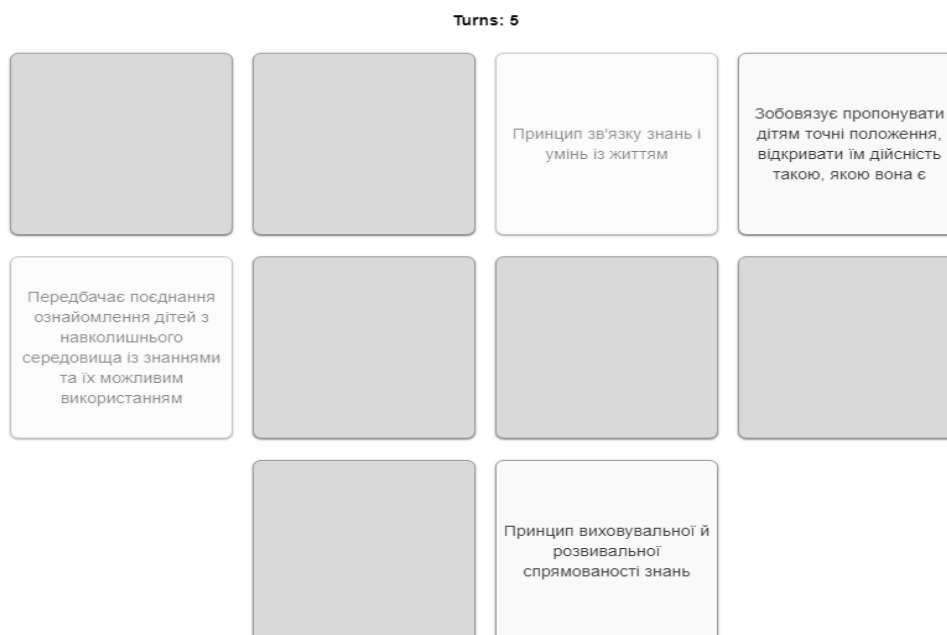 Turns: 5
Принцип зв'язку знань і
умінь із життям
Зобовязує пропонувати
дітям точні положення,
відкривати їм дійсність
такою, якою вона є
Передбачає поєднання
ознайомлення дітей з
навколишнього
середовища із знаннями
та їх можливим
використанням
Принцип виховувальної й
розвивальної
спрямованості знань